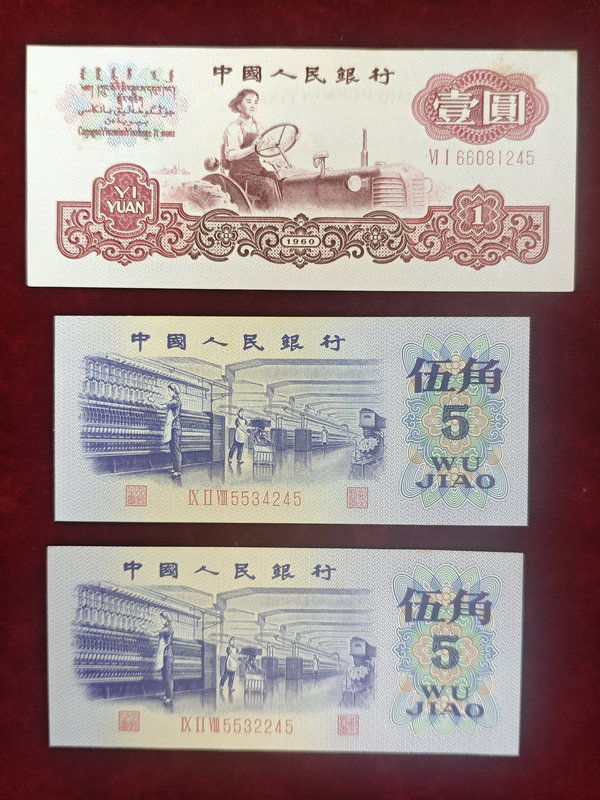 中國人民銀行
壹圓
VI I 66081245
YI
YUAN
1960
1
中國人民銀行
伍角
5
WU
JIAO
IX II VIII 5534245
中國人民銀行
伍角
5
WU
JIAO
IX II VIII 5532245